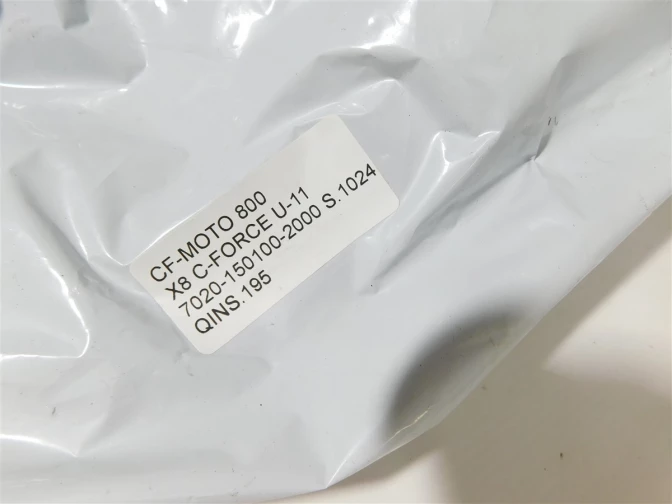 CF-MOTO 800
X8 C-FORCE U-11
7020-150100-2000 S.1024
QINS.195